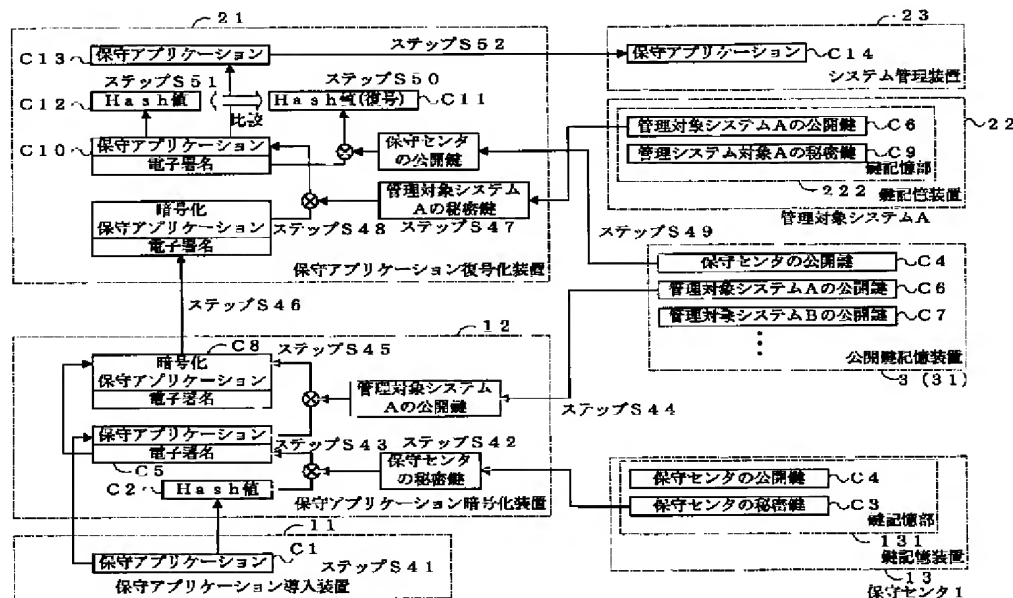 21
C13
保守アプリケーション
ステップS51
ステップS50
C12
Hash値
Hash値(復号)
C11
比較
C10
保守アプリケーション
電子署名
保守センタ
の公開鍵
暗号化
保守アプリケーション
電子署名
管理対象システム
Aの秘密鍵
ステップS48
ステップS47
保守アプリケーション復号化装置
ステップS52
23
保守アプリケーション
C14
システム管理装置
22
管理対象システムAの公開鍵
C6
管理システム対象Aの秘密鍵
C9
鍵記憶部
222
鍵記憶装置
管理対象システムA
ステップS49
保守センタの公開鍵
C4
管理対象システムAの公開鍵
C6
管理対象システムBの公開鍵
C7
公開鍵記憶装置
3(31)
ステップS46
12
C8
ステップS45
暗号化
保守アプリケーション
電子署名
管理対象システム
Aの公開鍵
ステップS44
保守アプリケーション
電子署名
ステップS43
ステップS42
C5
保守センタ
の秘密鍵
C2
Hash値
保守アプリケーション暗号化装置
保守センタの公開鍵
C4
保守センタの秘密鍵
C3
鍵記憶部
131
鍵記憶装置
13
保守センタ1
11
保守アプリケーション
C1
ステップS41
保守アプリケーション導入装置